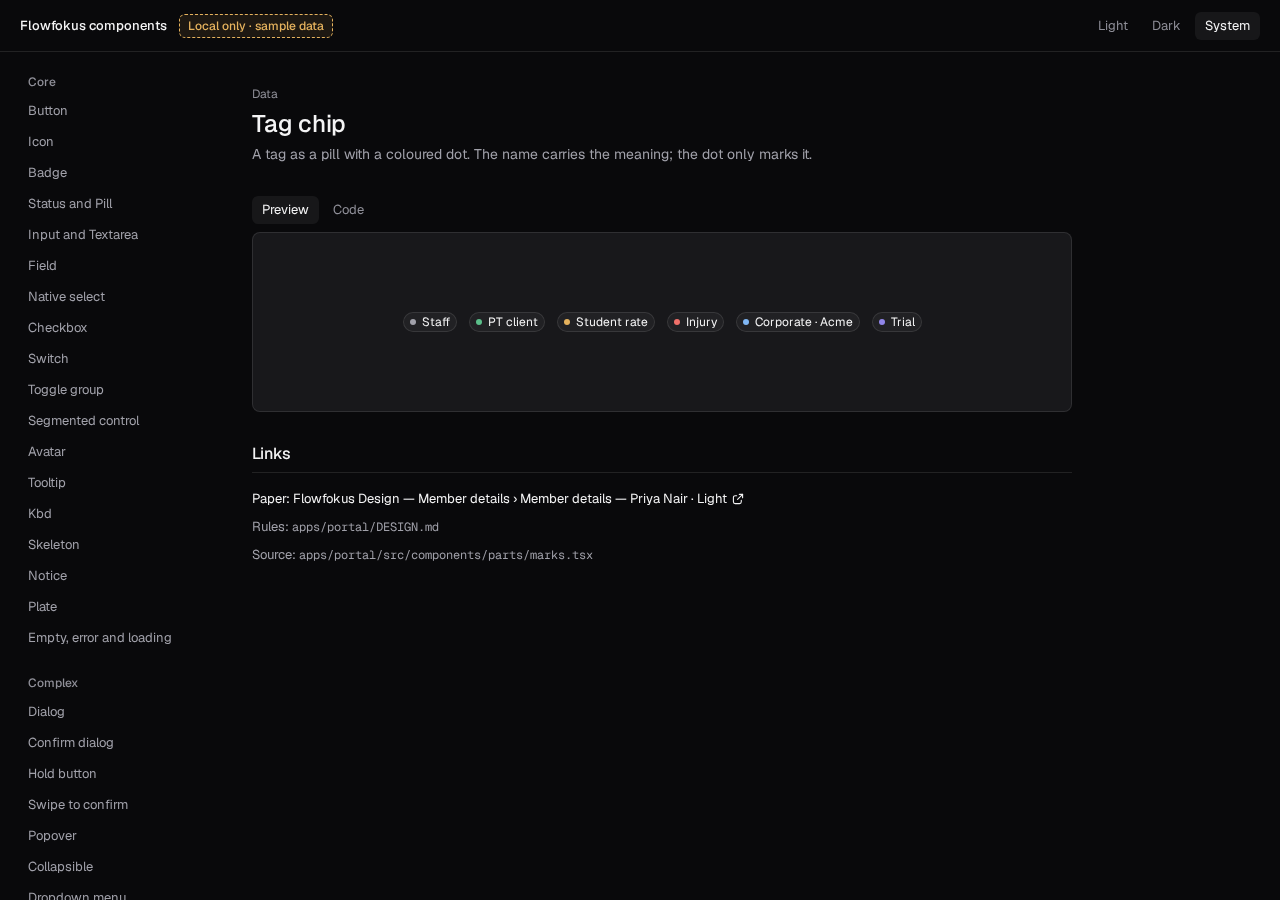 Flowfokus components
Local only · sample data
Light
Dark
System
Core
Button
Icon
Badge
Status and Pill
Input and Textarea
Field
Native select
Checkbox
Switch
Toggle group
Segmented control
Avatar
Tooltip
Kbd
Skeleton
Notice
Plate
Empty, error and loading
Complex
Dialog
Confirm dialog
Hold button
Swipe to confirm
Popover
Collapsible
Dropdown menu
Data
Tag chip
A tag as a pill with a coloured dot. The name carries the meaning; the dot only marks it.
Preview
Code
Staff
PT client
Student rate
Injury
Corporate · Acme
Trial
Links
Paper: Flowfokus Design — Member details › Member details — Priya Nair · Light
Rules: apps/portal/DESIGN.md
Source: apps/portal/src/components/parts/marks.tsx